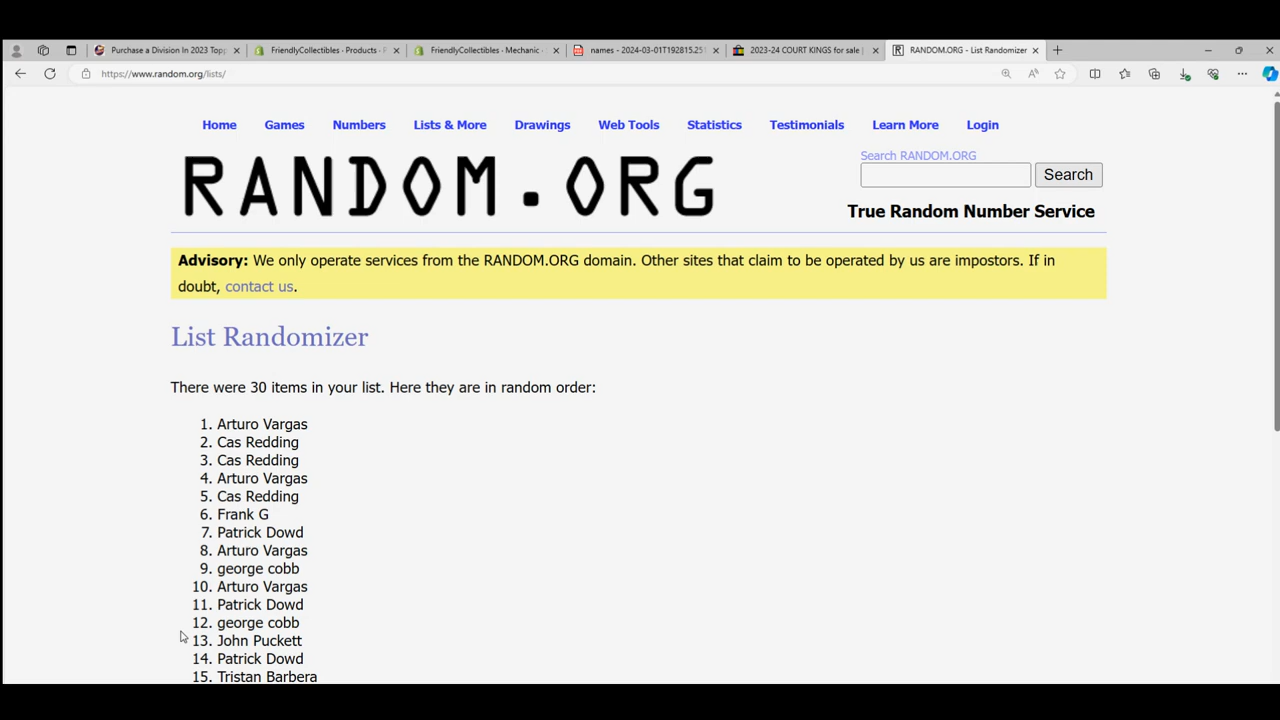 Purchase a Division In 2023 Topp
FriendlyCollectibles · Products · F
FriendlyCollectibles · Mechanic ·
names - 2024-03-01T192815.251
2023-24 COURT KINGS for sale |
RANDOM.ORG - List Randomizer
https://www.random.org/lists/
Home Games Numbers Lists & More Drawings Web Tools Statistics Testimonials Learn More Login
RANDOM.ORG
Search RANDOM.ORG
Search
True Random Number Service
Advisory: We only operate services from the RANDOM.ORG domain. Other sites that claim to be operated by us are impostors. If in
doubt, contact us.
List Randomizer
There were 30 items in your list. Here they are in random order:
1. Arturo Vargas
2. Cas Redding
3. Cas Redding
4. Arturo Vargas
5. Cas Redding
6. Frank G
7. Patrick Dowd
8. Arturo Vargas
9. george cobb
10. Arturo Vargas
11. Patrick Dowd
12. george cobb
13. John Puckett
14. Patrick Dowd
15. Tristan Barbera